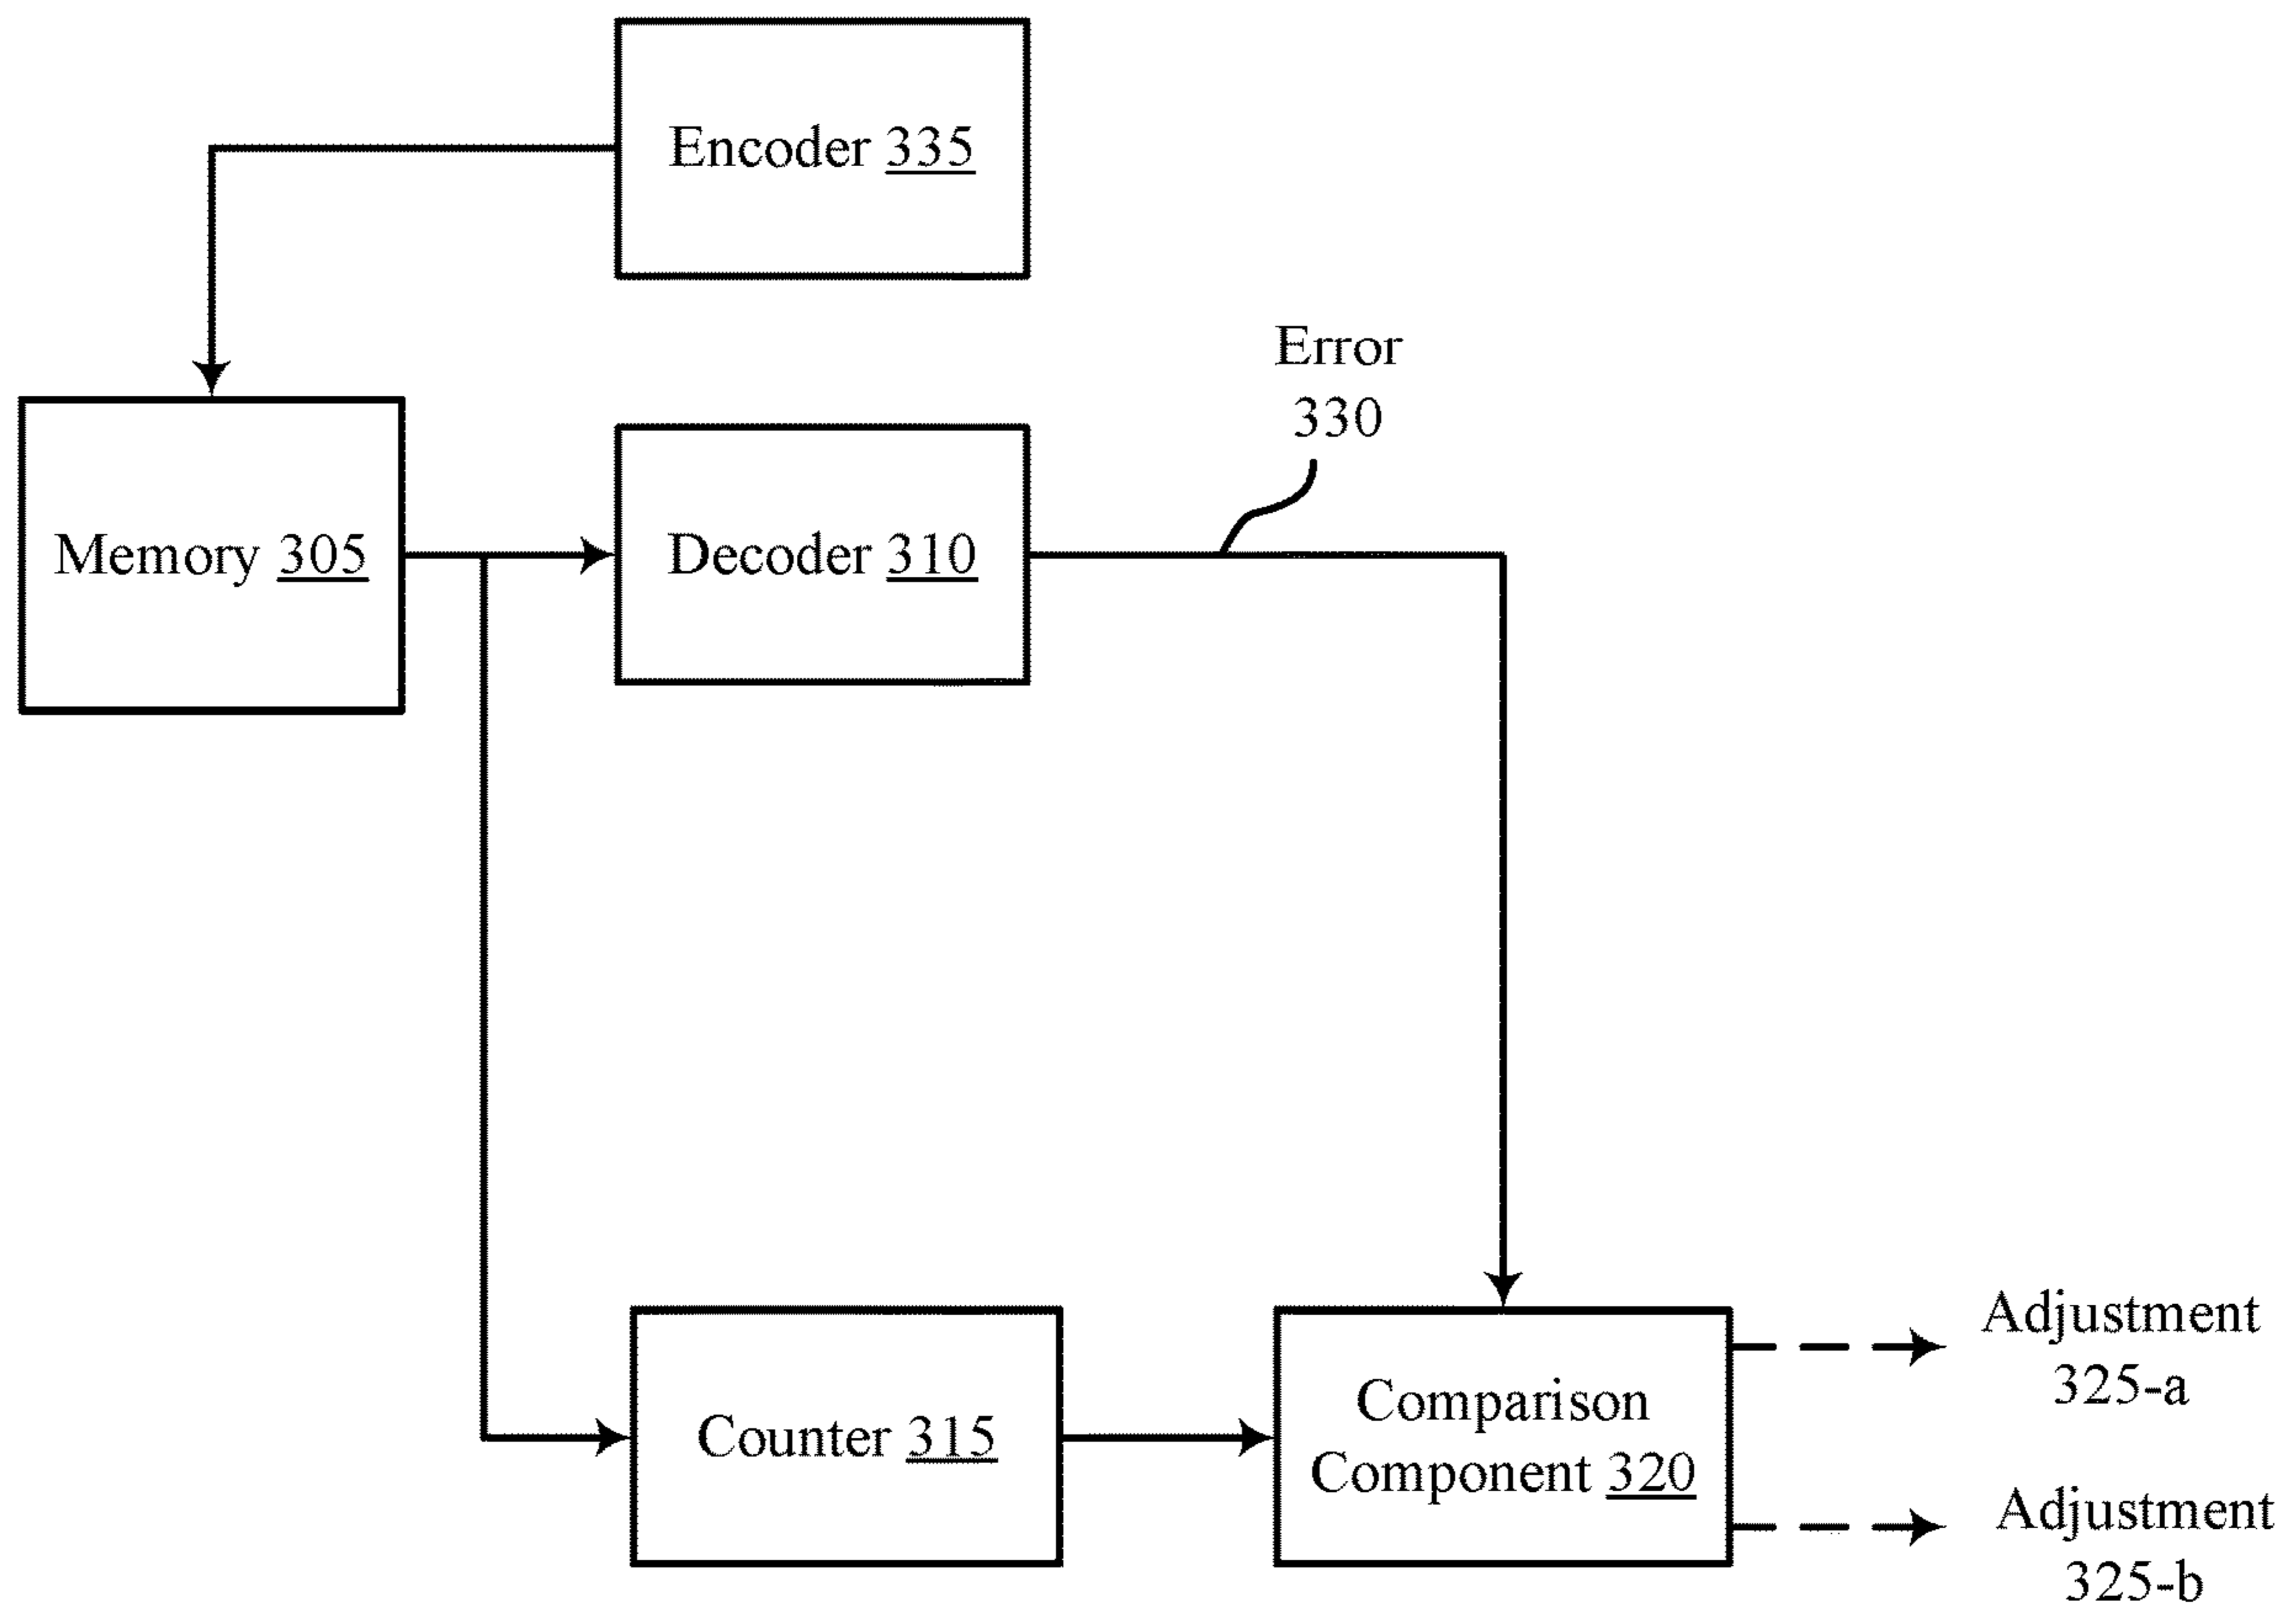 Encoder 335
Error
330
Memory 305
Decoder 310
Adjustment
325-a
Counter 315
Comparison
Component 320
Adjustment
325-b